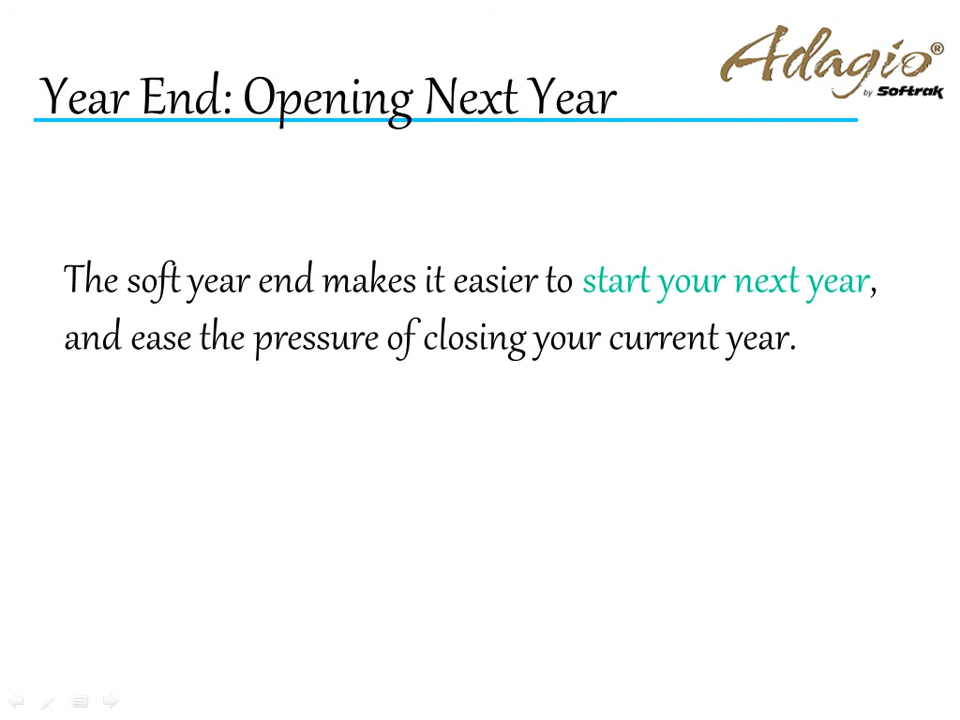 Year End: Opening Next Year
Adagio®
by Softrak
The soft year end makes it easier to start your next year,
and ease the pressure of closing your current year.